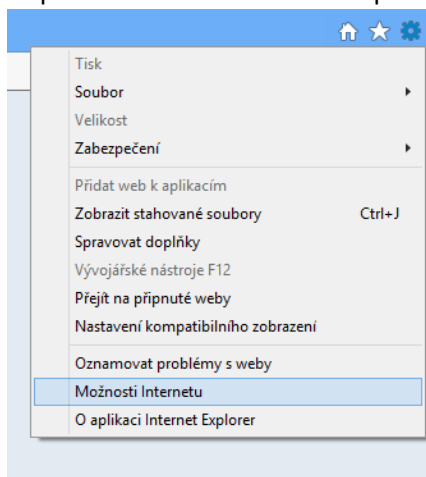 Tisk
Soubor
Velikost
Zabezpečení
Přidat web k aplikacím
Zobrazit stahované soubory Ctrl+J
Spravovat doplňky
Vývojářské nástroje F12
Přejít na připnuté weby
Nastavení kompatibilního zobrazení
Oznamovat problémy s weby
Možnosti Internetu
O aplikaci Internet Explorer